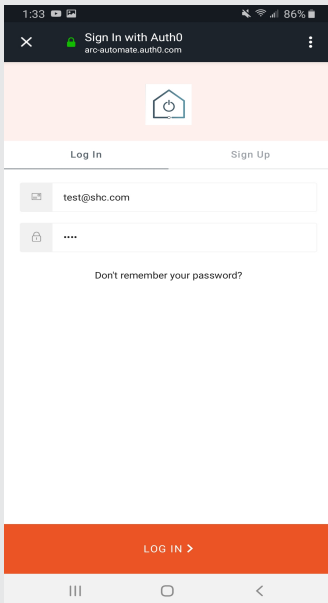 1:33 86%
Sign In with Auth0
arc-automate.auth0.com
Log In Sign Up
test@shc.com
••••
Don't remember your password?
LOG IN >